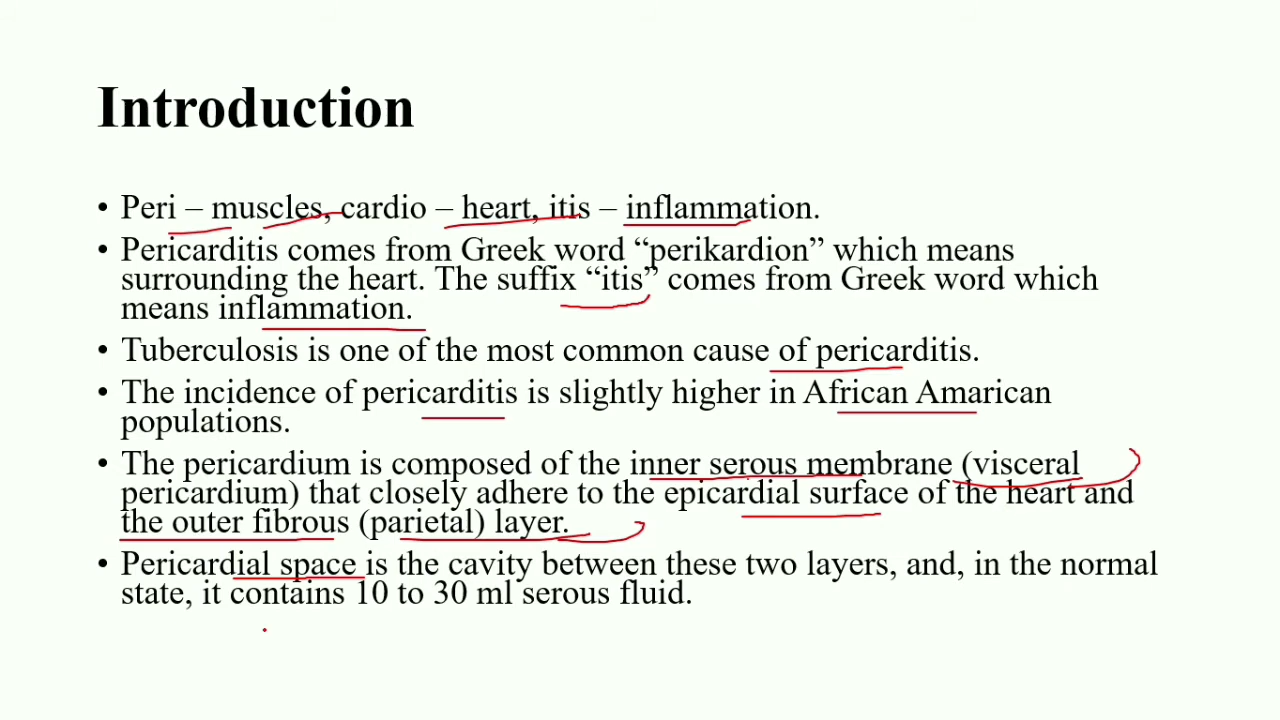 Introduction
• Peri – muscles, cardio – heart, itis – inflammation.
• Pericarditis comes from Greek word “perikardion” which means
surrounding the heart. The suffix “itis” comes from Greek word which
means inflammation.
• Tuberculosis is one of the most common cause of pericarditis.
• The incidence of pericarditis is slightly higher in African Amarican
populations.
• The pericardium is composed of the inner serous membrane (visceral
pericardium) that closely adhere to the epicardial surface of the heart and
the outer fibrous (parietal) layer.
• Pericardial space is the cavity between these two layers, and, in the normal
state, it contains 10 to 30 ml serous fluid.